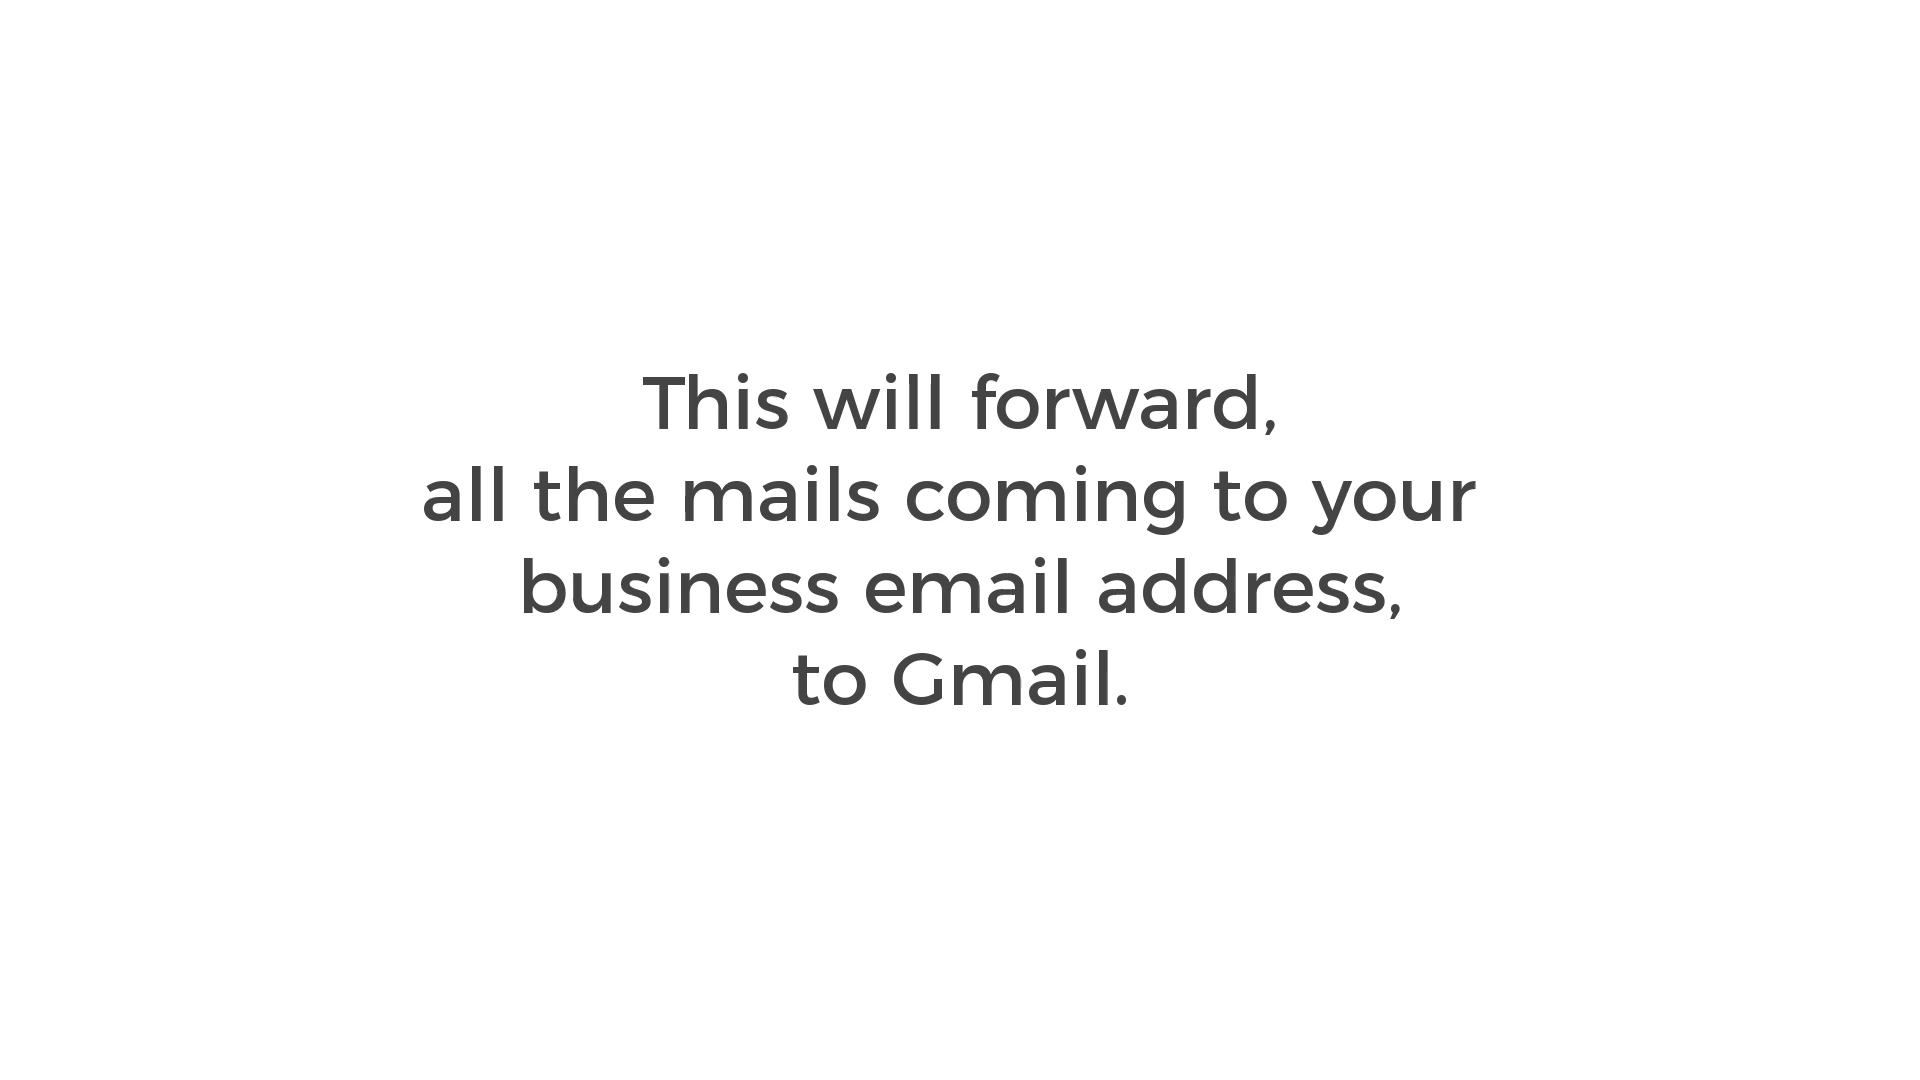 This will forward,
all the mails coming to your
business email address,
to Gmail.